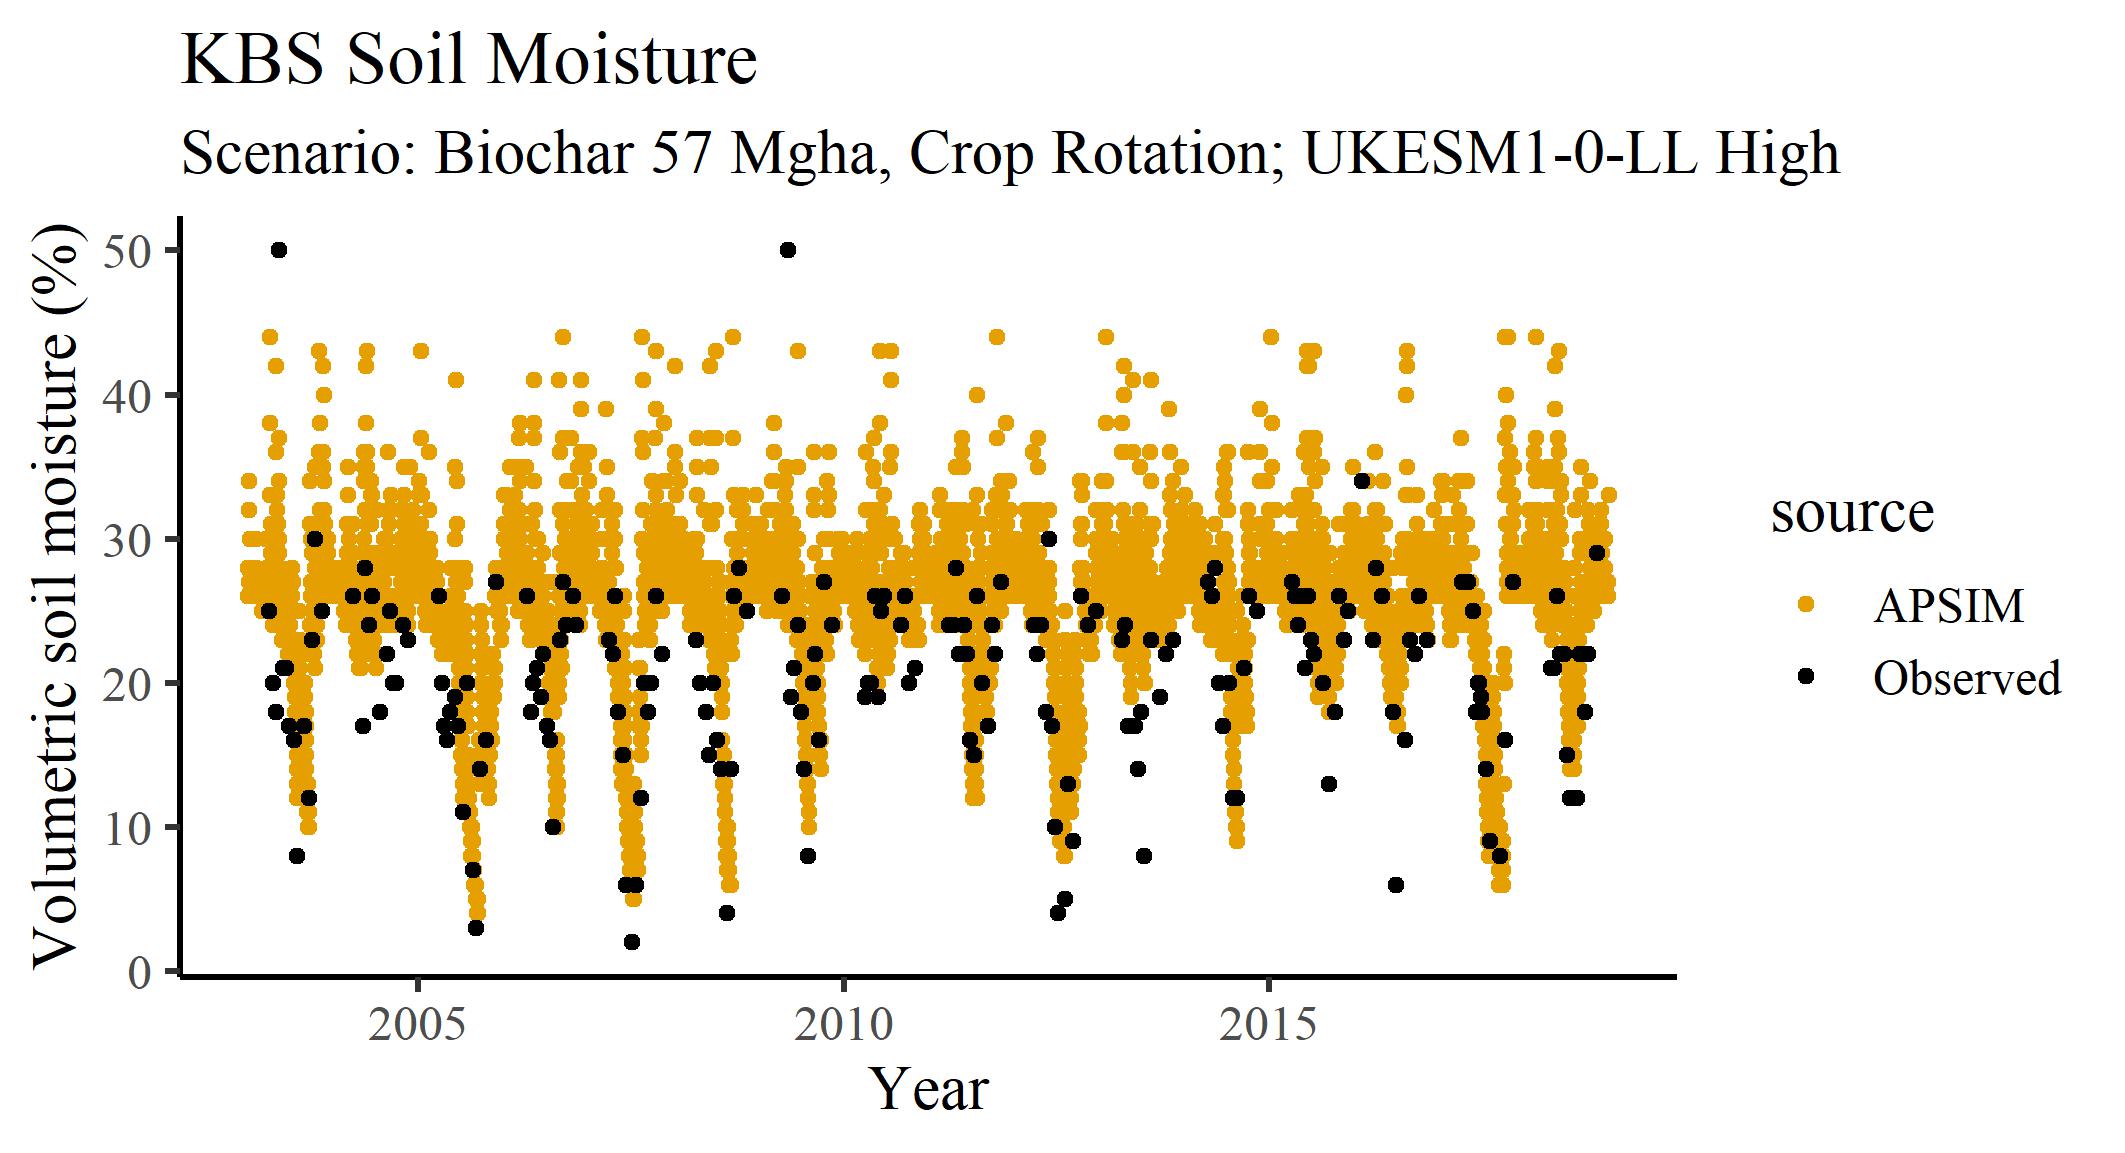 KBS Soil Moisture
Scenario: Biochar 57 Mgha, Crop Rotation; UKESM1-0-LL High
Volumetric soil moisture (%)
50
40
30
20
10
0
2005 2010 2015
Year
source
APSIM
Observed